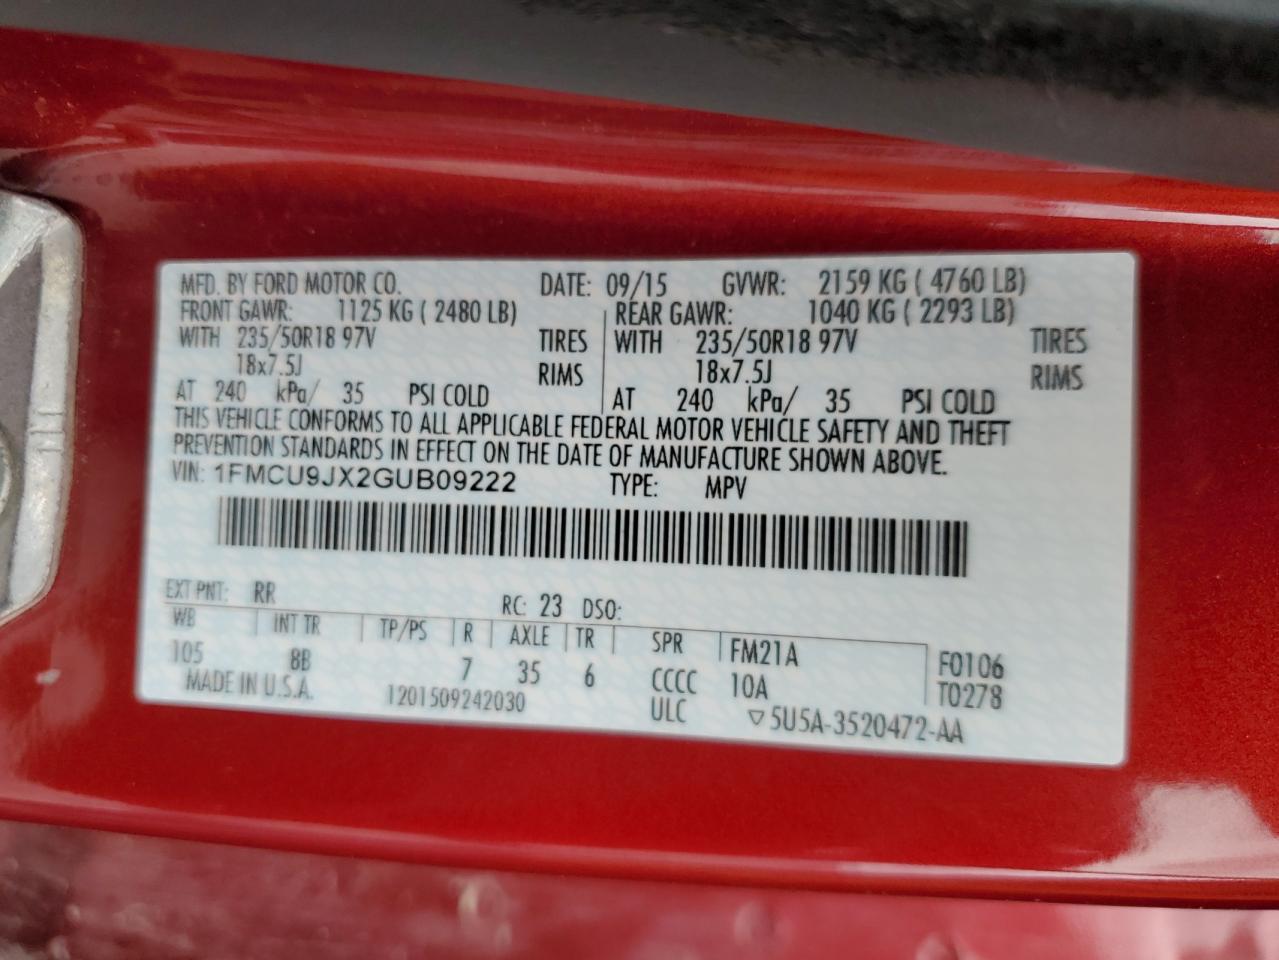 MFD. BY FORD MOTOR CO. DATE: 09/15 GVWR: 2159 KG ( 4760 LB)
FRONT GAWR: 1125 KG ( 2480 LB) REAR GAWR: 1040 KG ( 2293 LB)
WITH 235/50R18 97V TIRES WITH 235/50R18 97V TIRES
18x7.5J RIMS 18x7.5J RIMS
AT 240 kPa/ 35 PSI COLD AT 240 kPa/ 35 PSI COLD
THIS VEHICLE CONFORMS TO ALL APPLICABLE FEDERAL MOTOR VEHICLE SAFETY AND THEFT
PREVENTION STANDARDS IN EFFECT ON THE DATE OF MANUFACTURE SHOWN ABOVE.
VIN: 1FMCU9JX2GUB09222 TYPE: MPV
EXT PNT: RR RC: 23 DSO:
WB INT TR TP/PS R AXLE TR SPR FM21A F0106
105 8B 7 35 6 CCCC 10A T0278
MADE IN U.S.A. 1201509242030 ULC ▽5U5A-3520472-AA